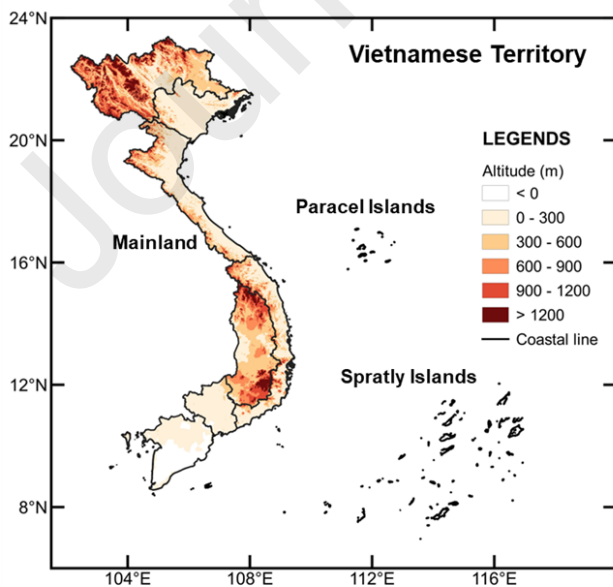 24°N
Vietnamese Territory
20°N
LEGENDS
Altitude (m)
< 0
0 - 300
300 - 600
600 - 900
900 - 1200
> 1200
Coastal line
Paracel Islands
Mainland
16°N
Spratly Islands
12°N
8°N
104°E 108°E 112°E 116°E
Journ